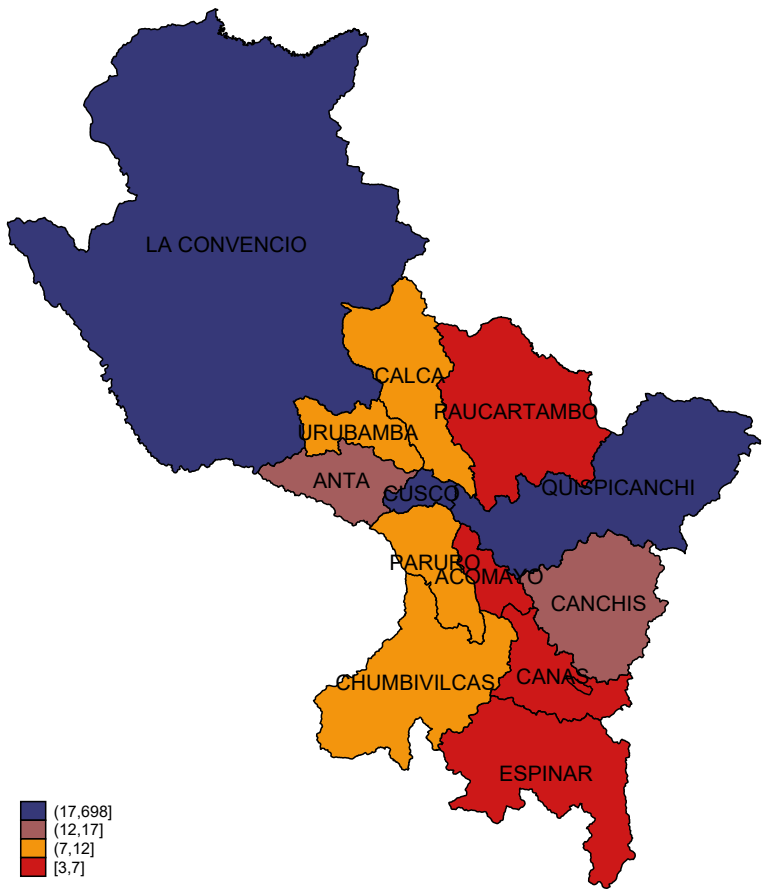 LA CONVENCIO
CALCA
PAUCARTAMBO
URUBAMBA
ANTA
CUSCO
QUISPICANCHI
PARURO
ACOMAYO
CANCHIS
CANAS
CHUMBIVILCAS
ESPINAR
(17,698]
(12,17]
(7,12]
[3,7]